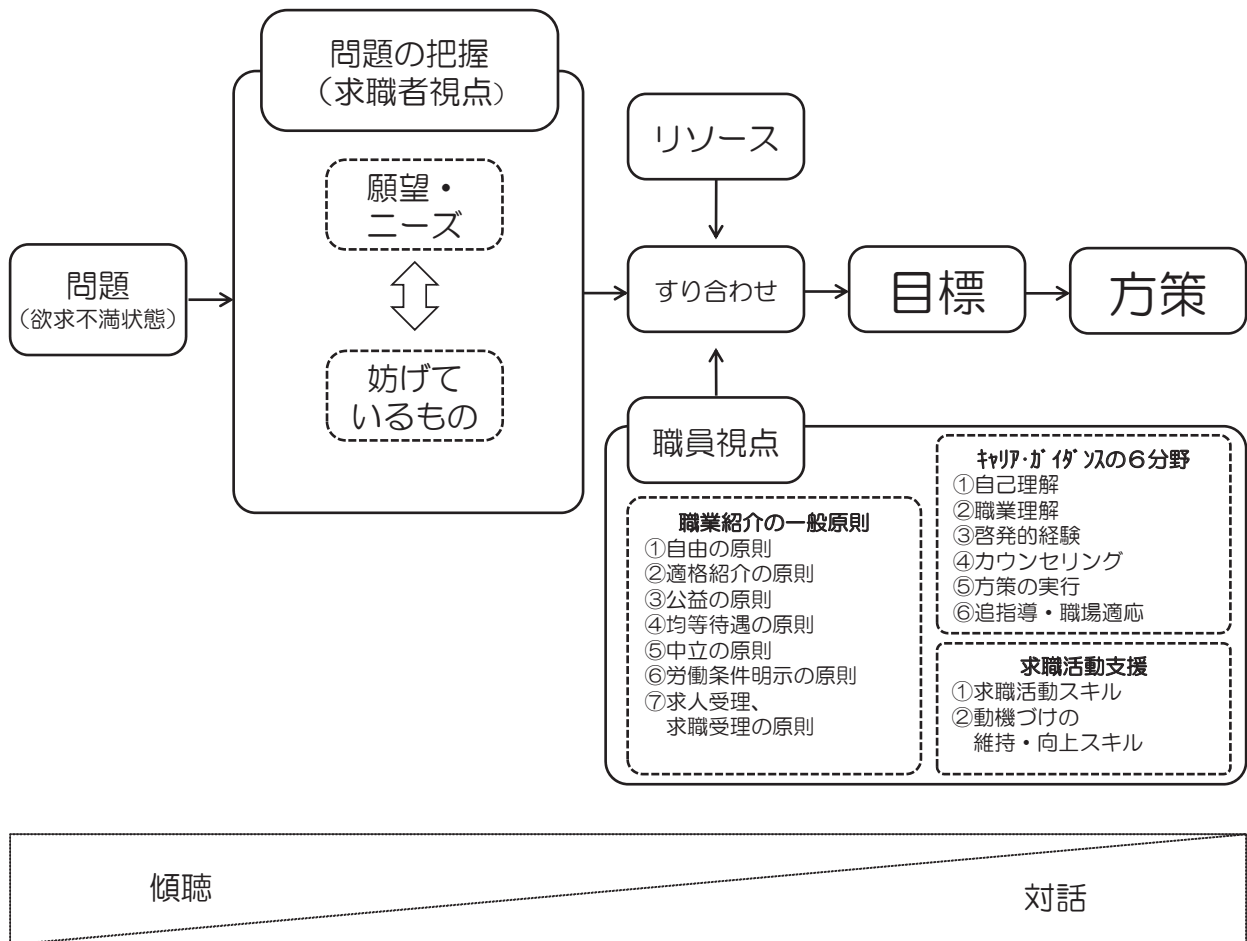 問題の把握
（求職者視点）
願望・
ニーズ
妨げて
いるもの
問題
（欲求不満状態）
リソース
すり合わせ
目標
方策
職員視点
職業紹介の一般原則
①自由の原則
②適格紹介の原則
③公益の原則
④均等待遇の原則
⑤中立の原則
⑥労働条件明示の原則
⑦求人受理、
求職受理の原則
ｷｬﾘｱ･ｶﾞｲﾀﾞﾝｽの６分野
①自己理解
②職業理解
③啓発的経験
④カウンセリング
⑤方策の実行
⑥追指導・職場適応
求職活動支援
①求職活動スキル
②動機づけの
維持・向上スキル
傾聴
対話